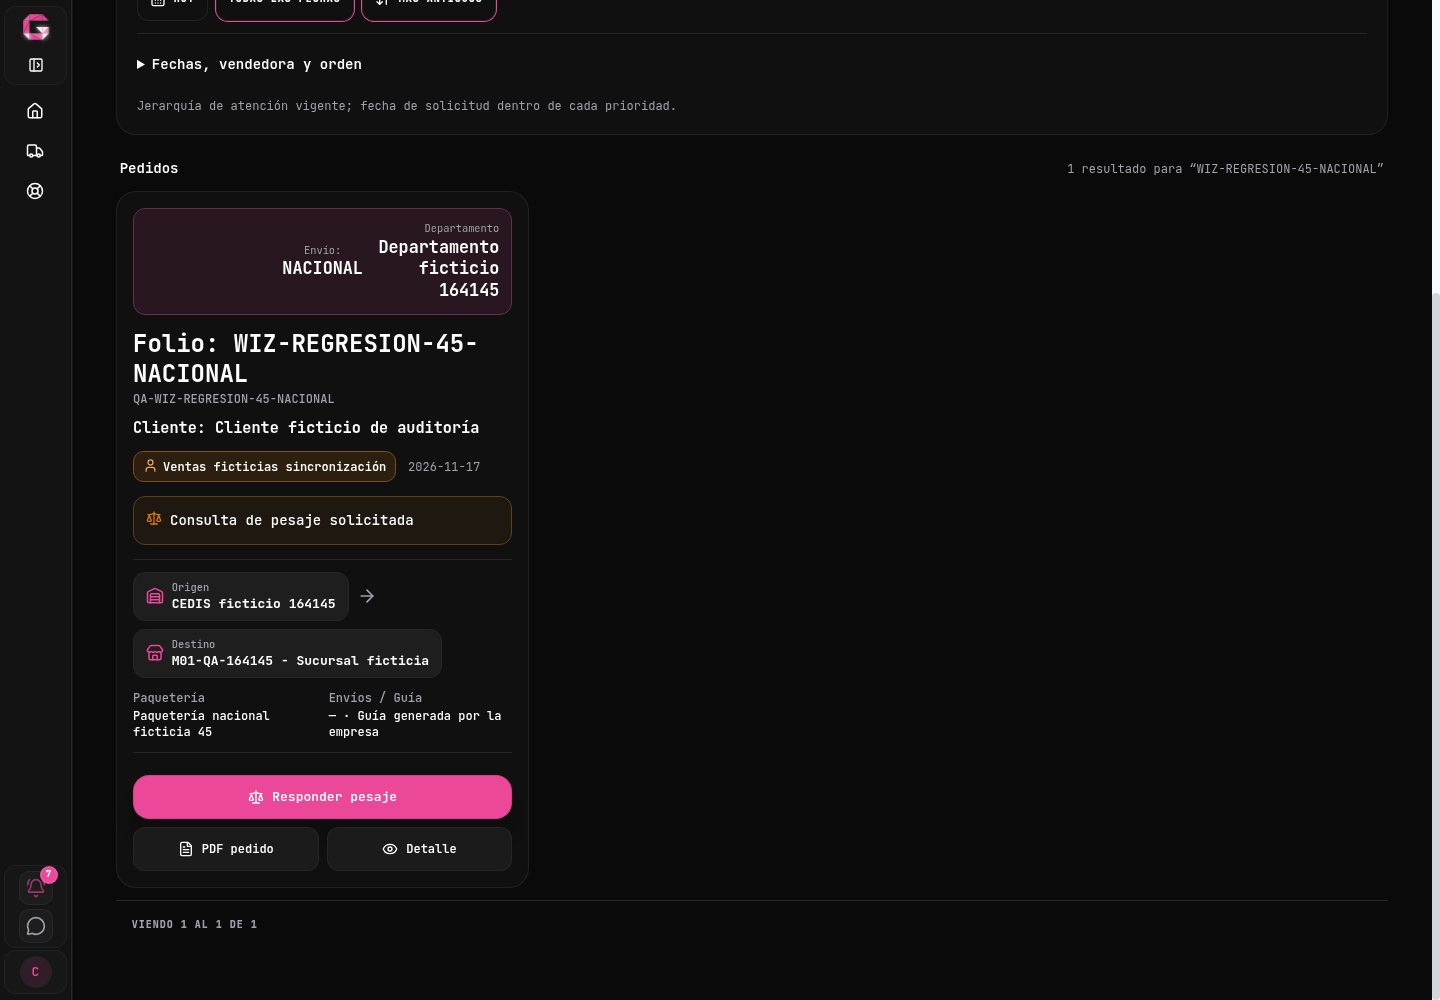 Fechas, vendedora y orden
Jerarquía de atención vigente; fecha de solicitud dentro de cada prioridad.
Pedidos
1 resultado para “WIZ-REGRESION-45-NACIONAL”
Envío:
NACIONAL
Departamento
Departamento
ficticio
164145
Folio: WIZ-REGRESION-45-
NACIONAL
QA-WIZ-REGRESION-45-NACIONAL
Cliente: Cliente ficticio de auditoría
Ventas ficticias sincronización
2026-11-17
Consulta de pesaje solicitada
Origen
CEDIS ficticio 164145
Destino
M01-QA-164145 - Sucursal ficticia
Paquetería
Paquetería nacional
ficticia 45
Envíos / Guía
— · Guía generada por la
empresa
Responder pesaje
PDF pedido
Detalle
VIENDO 1 AL 1 DE 1
7
C